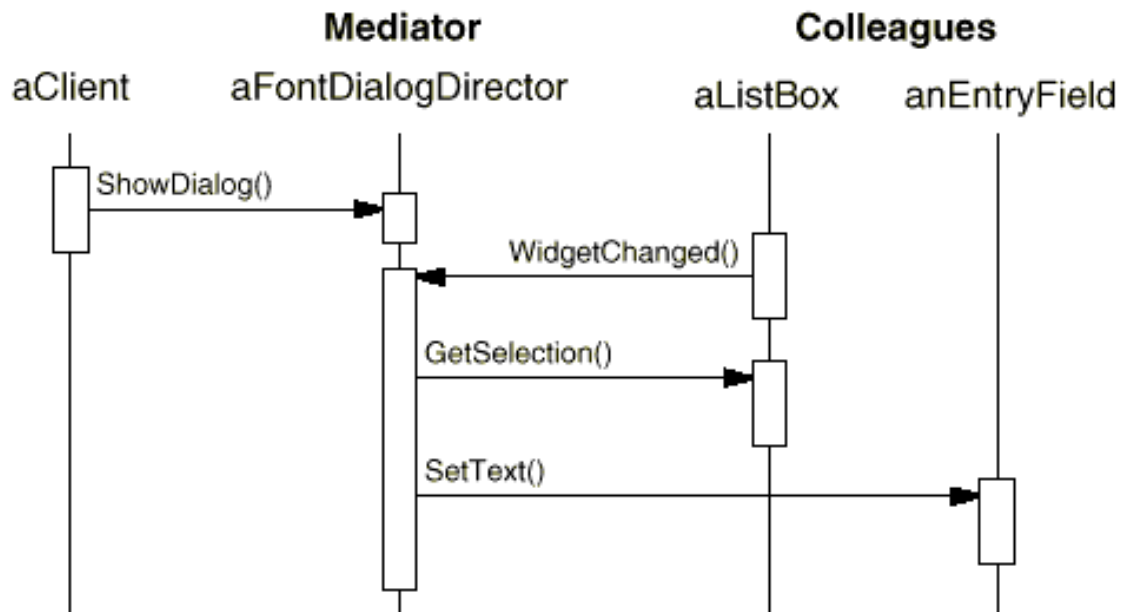 Mediator Colleagues
aClient aFontDialogDirector aListBox anEntryField
ShowDialog()
WidgetChanged()
GetSelection()
SetText()